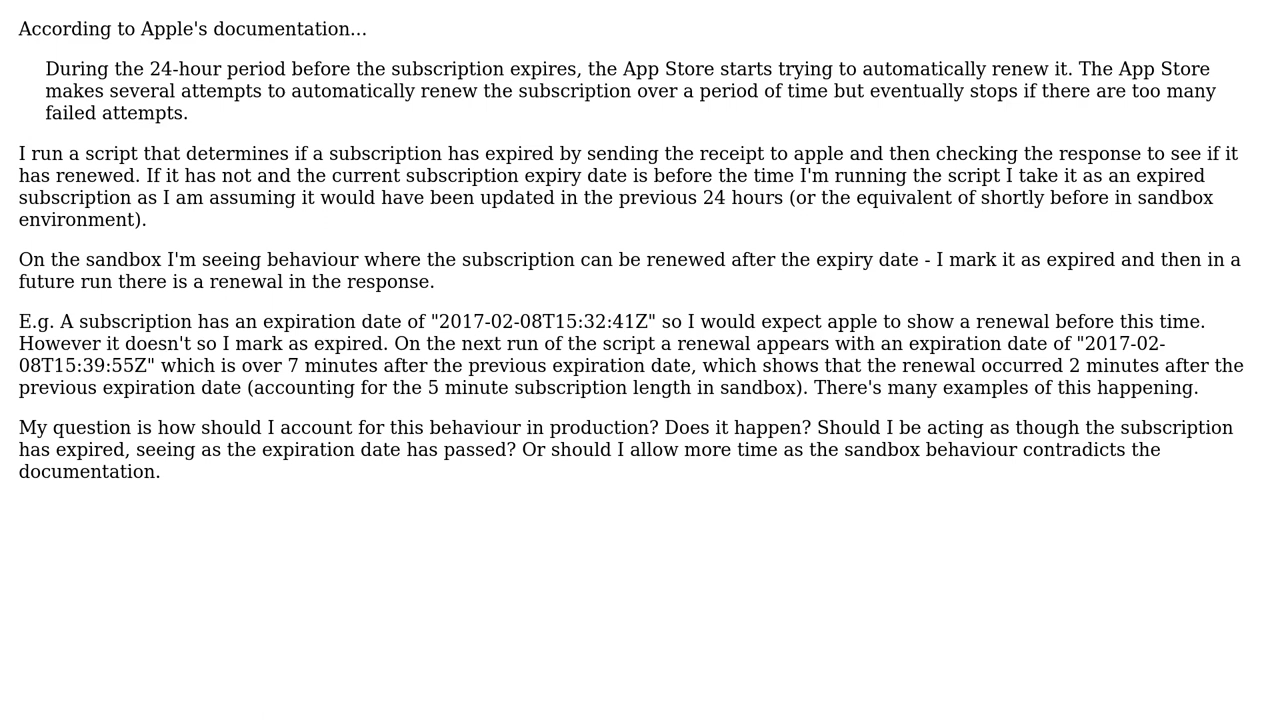 According to Apple's documentation...
During the 24-hour period before the subscription expires, the App Store starts trying to automatically renew it. The App Store
makes several attempts to automatically renew the subscription over a period of time but eventually stops if there are too many
failed attempts.
I run a script that determines if a subscription has expired by sending the receipt to apple and then checking the response to see if it
has renewed. If it has not and the current subscription expiry date is before the time I'm running the script I take it as an expired
subscription as I am assuming it would have been updated in the previous 24 hours (or the equivalent of shortly before in sandbox
environment).
On the sandbox I'm seeing behaviour where the subscription can be renewed after the expiry date - I mark it as expired and then in a
future run there is a renewal in the response.
E.g. A subscription has an expiration date of "2017-02-08T15:32:41Z" so I would expect apple to show a renewal before this time.
However it doesn't so I mark as expired. On the next run of the script a renewal appears with an expiration date of "2017-02-
08T15:39:55Z" which is over 7 minutes after the previous expiration date, which shows that the renewal occurred 2 minutes after the
previous expiration date (accounting for the 5 minute subscription length in sandbox). There's many examples of this happening.
My question is how should I account for this behaviour in production? Does it happen? Should I be acting as though the subscription
has expired, seeing as the expiration date has passed? Or should I allow more time as the sandbox behaviour contradicts the
documentation.